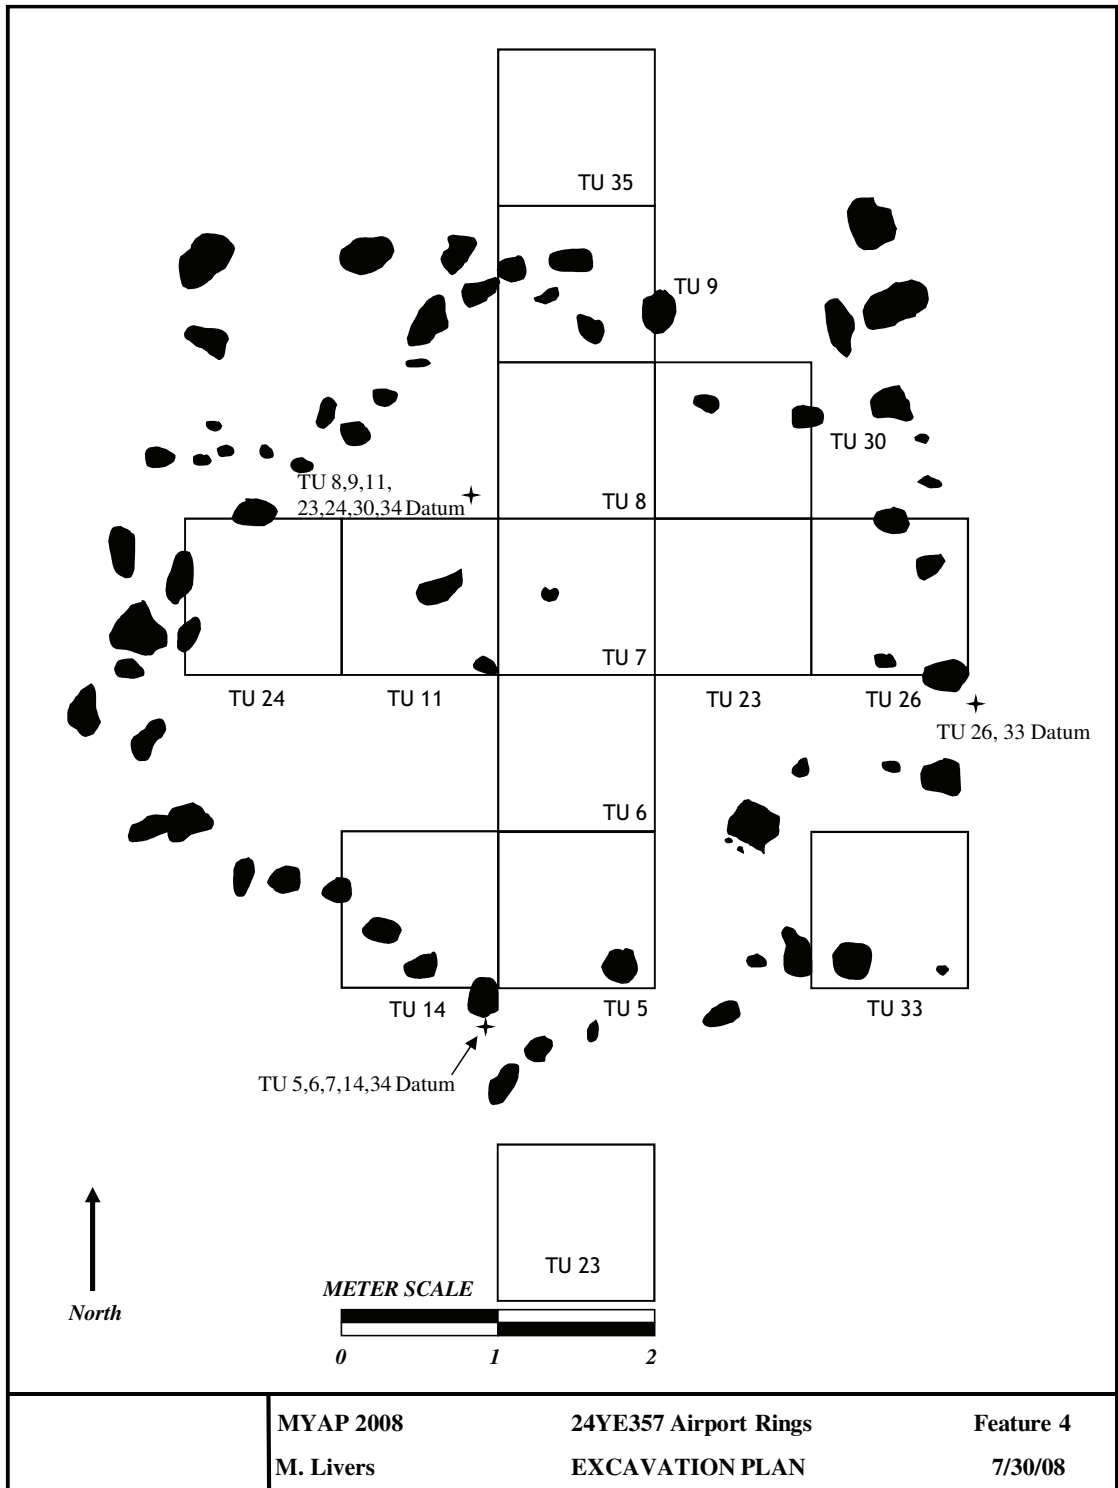 TU 35
TU 9
TU 30
TU 8,9,11,
23,24,30,34 Datum
TU 8
TU 7
TU 24
TU 11
TU 23
TU 26
TU 26, 33 Datum
TU 6
TU 14
TU 5
TU 33
TU 5,6,7,14,34 Datum
TU 23
METER SCALE
North
0 1 2
MYAP 2008 24YE357 Airport Rings Feature 4
M. Livers EXCAVATION PLAN 7/30/08